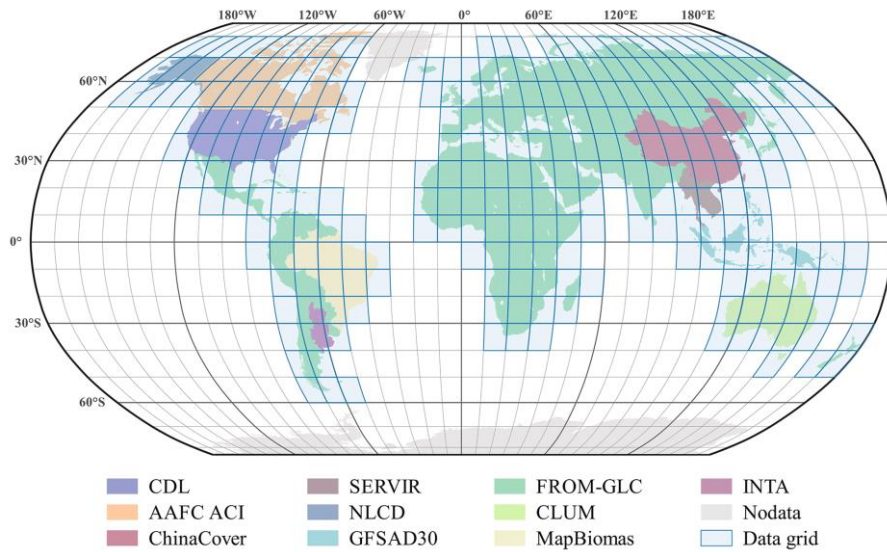 180°W 120°W 60°W 0° 60°E 120°E 180°E
60°N
30°N
0°
30°S
60°S
CDL SERVIR FROM-GLC INTA
AAFC ACI NLCD CLUM Nodata
ChinaCover GFSAD30 MapBiomas Data grid